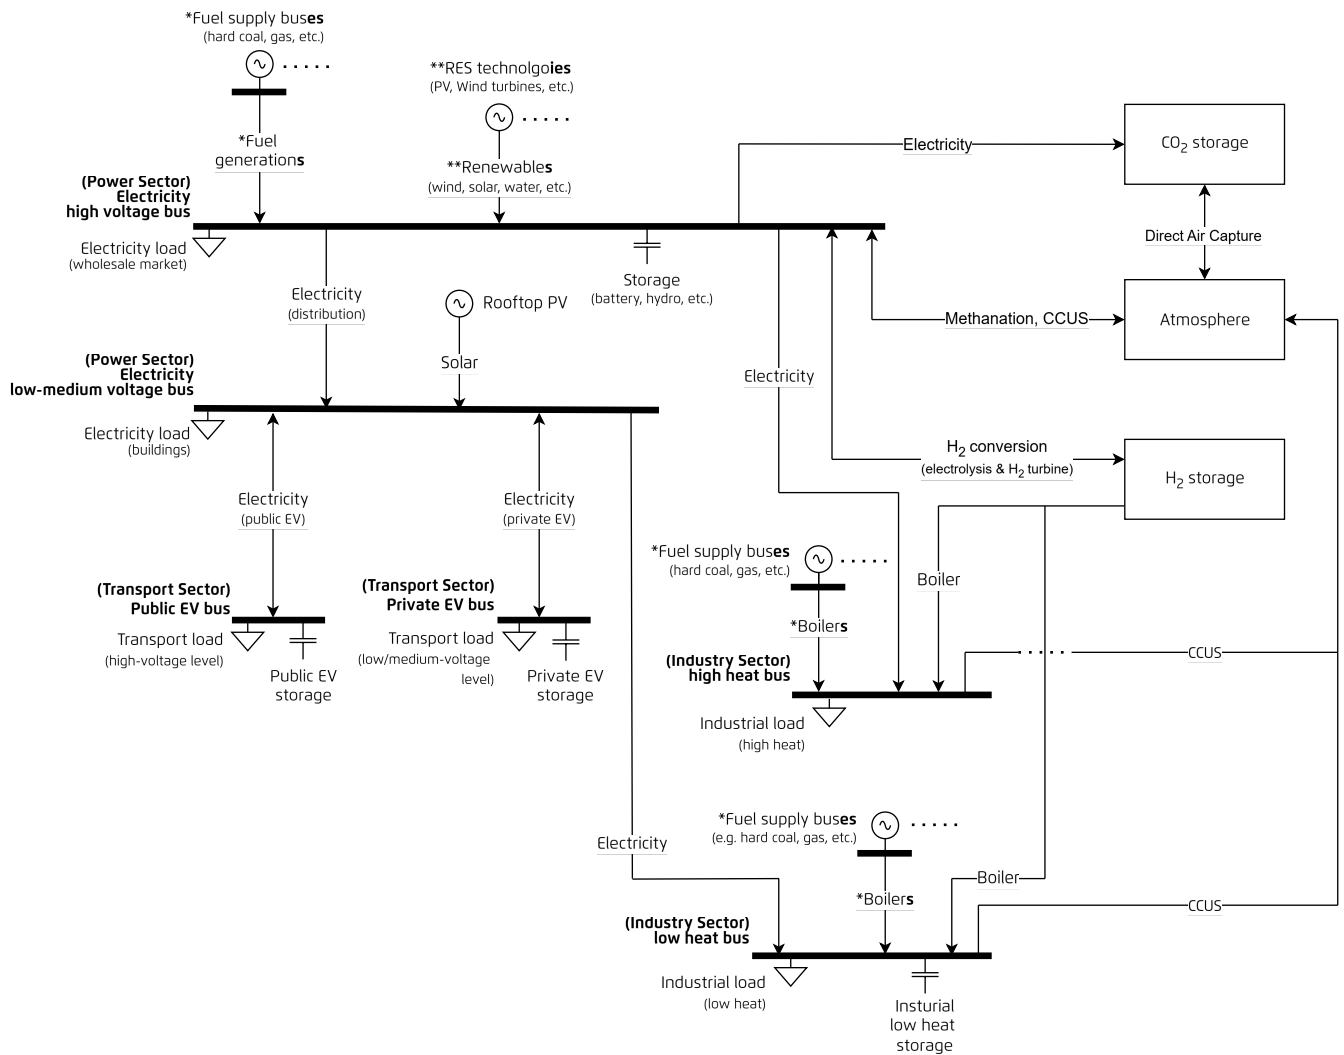 *Fuel supply buses
(hard coal, gas, etc.)
**RES technolgoies
(PV, Wind turbines, etc.)
*Fuel
generations
**Renewables
(wind, solar, water, etc.)
Electricity
CO2 storage
(Power Sector)
Electricity
high voltage bus
Electricity load
(wholesale market)
Direct Air Capture
Storage
(battery, hydro, etc.)
Electricity
(distribution)
Rooftop PV
Methanation, CCUS
Atmosphere
Solar
(Power Sector)
Electricity
low-medium voltage bus
Electricity
Electricity load
(buildings)
H2 conversion
(electrolysis & H2 turbine)
H2 storage
Electricity
(public EV)
Electricity
(private EV)
*Fuel supply buses
(hard coal, gas, etc.)
Boiler
(Transport Sector)
Public EV bus
(Transport Sector)
Private EV bus
*Boilers
Transport load
(high-voltage level)
Public EV
storage
Transport load
(low/medium-voltage
level)
Private EV
storage
(Industry Sector)
high heat bus
CCUS
Industrial load
(high heat)
*Fuel supply buses
(e.g. hard coal, gas, etc.)
Electricity
Boiler
*Boilers
CCUS
(Industry Sector)
low heat bus
Industrial load
(low heat)
Insturial
low heat
storage